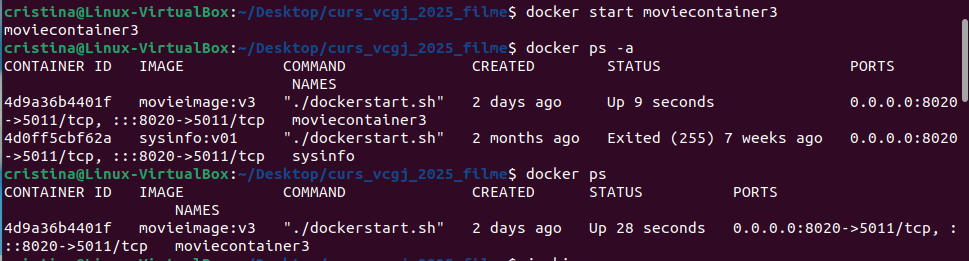 cristina@Linux-VirtualBox:~/Desktop/curs_vcgj_2025_filme$ docker start moviecontainer3
moviecontainer3
cristina@Linux-VirtualBox:~/Desktop/curs_vcgj_2025_filme$ docker ps -a
CONTAINER ID   IMAGE          COMMAND              CREATED        STATUS                     PORTS
NAMES
4d9a36b4401f   movieimage:v3   "./dockerstart.sh"   2 days ago     Up 9 seconds               0.0.0.0:8020
->5011/tcp, :::8020->5011/tcp   moviecontainer3
4d0ff5cbf62a   sysinfo:v01     "./dockerstart.sh"   2 months ago   Exited (255) 7 weeks ago   0.0.0.0:8020
->5011/tcp, :::8020->5011/tcp   sysinfo
cristina@Linux-VirtualBox:~/Desktop/curs_vcgj_2025_filme$ docker ps
CONTAINER ID   IMAGE          COMMAND              CREATED      STATUS          PORTS
NAMES
4d9a36b4401f   movieimage:v3   "./dockerstart.sh"   2 days ago   Up 28 seconds   0.0.0.0:8020->5011/tcp, :
::8020->5011/tcp   moviecontainer3